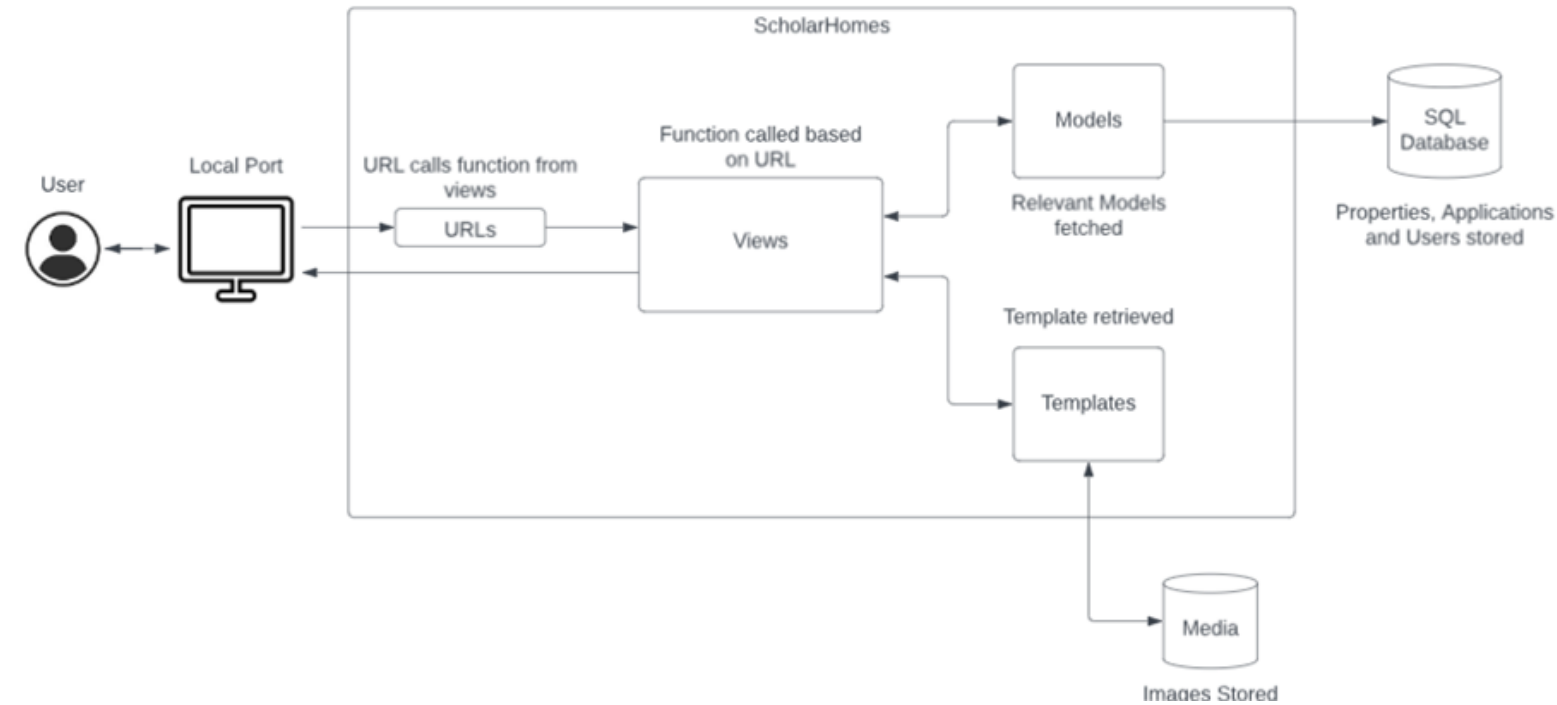 ScholarHomes
User
Local Port
URL calls function from
views
URLs
Function called based
on URL
Views
Models
Relevant Models
fetched
SQL
Database
Properties, Applications
and Users stored
Template retrieved
Templates
Media
Images Stored